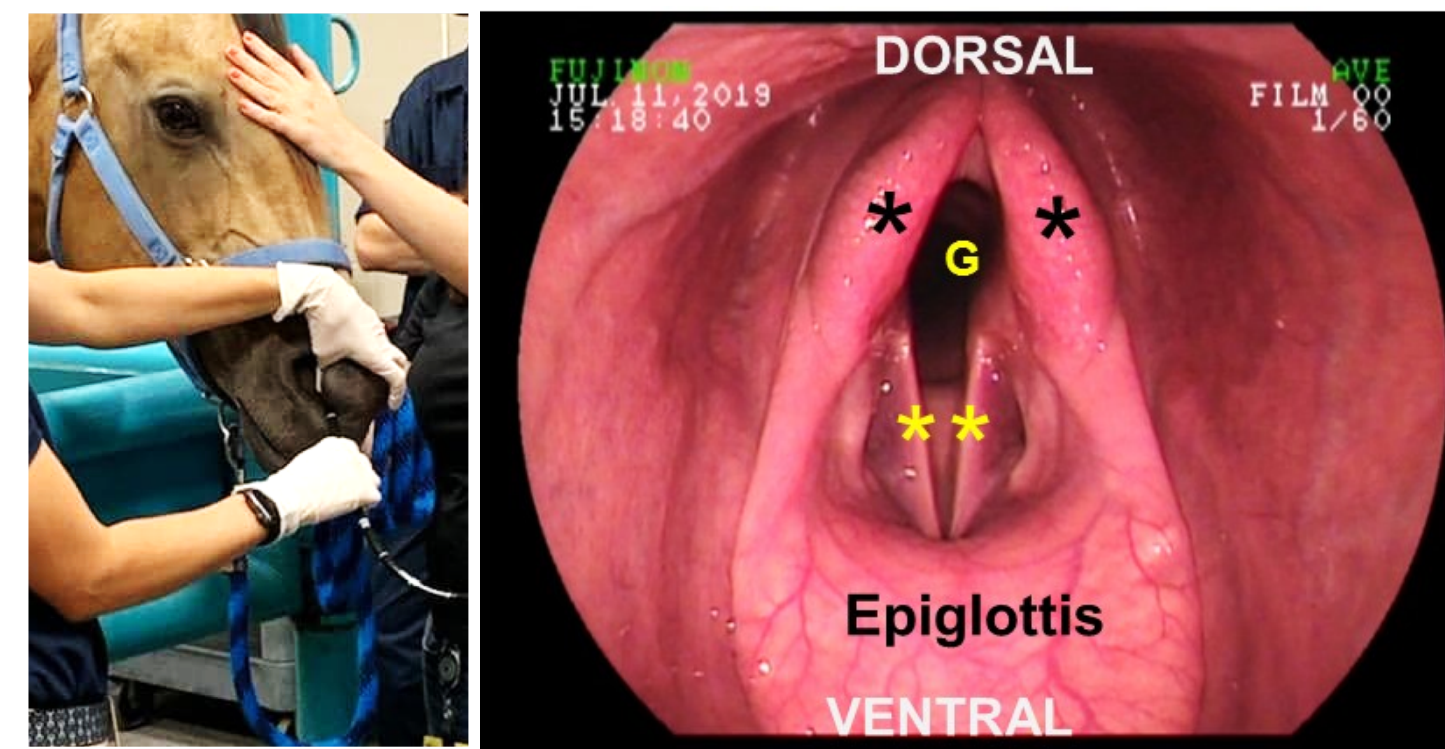 DORSAL
FUJINON
JUL.11,2019
15:18:40
AVE
FILM 00
1/60
* *
G
* *
Epiglottis
VENTRAL